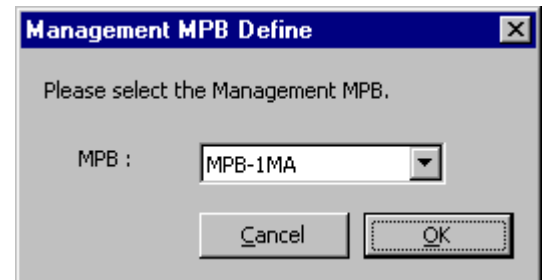 Management MPB Define
Please select the Management MPB.
MPB : MPB-1MA
Cancel OK